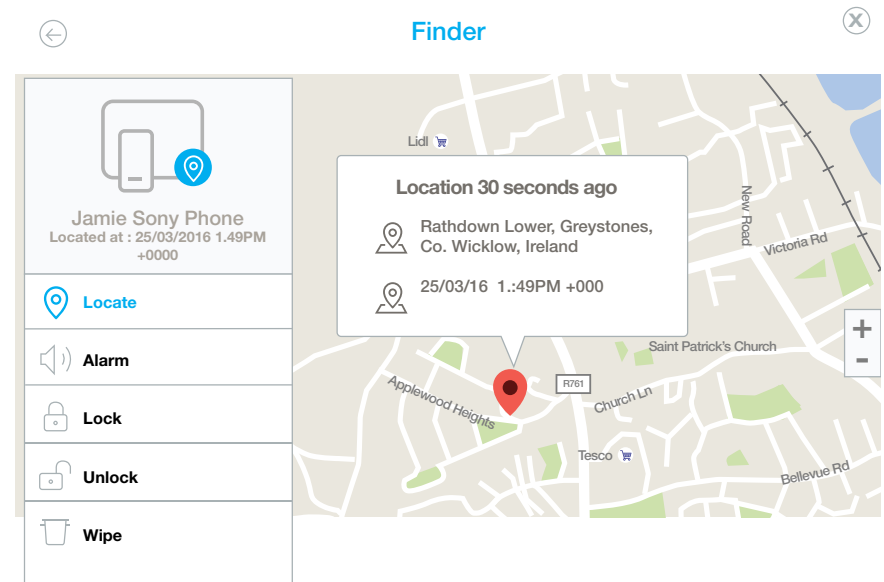 Finder
X
Jamie Sony Phone
Located at : 25/03/2016 1.49PM
+0000
Locate
Alarm
Lock
Unlock
Wipe
Lidl
Location 30 seconds ago
Rathdown Lower, Greystones,
Co. Wicklow, Ireland
25/03/16 1.:49PM +000
New Road
Victoria Rd
+
-
Saint Patrick's Church
R761
Applewood Heights
Church Ln
Tesco
Bellevue Rd